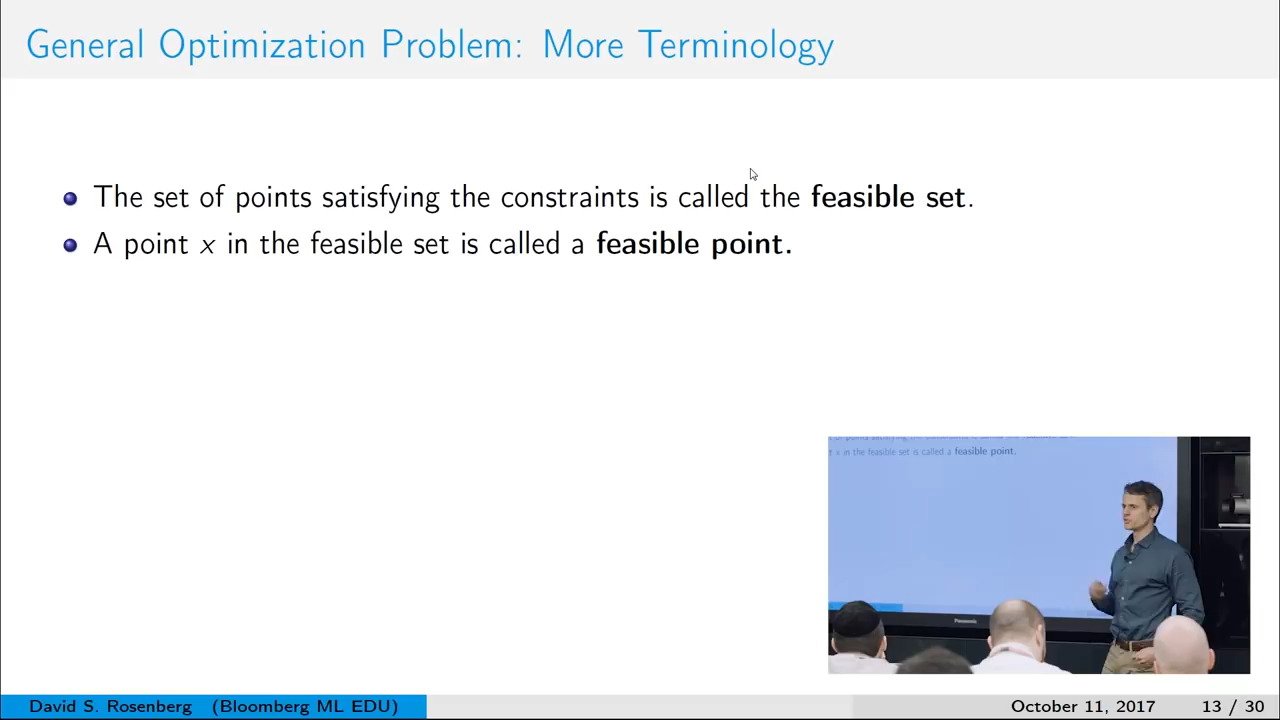 General Optimization Problem: More Terminology
The set of points satisfying the constraints is called the feasible set.
A point x in the feasible set is called a feasible point.
x in the feasible set is called a feasible point.
Panasonic
David S. Rosenberg (Bloomberg ML EDU)
October 11, 2017
13 / 30